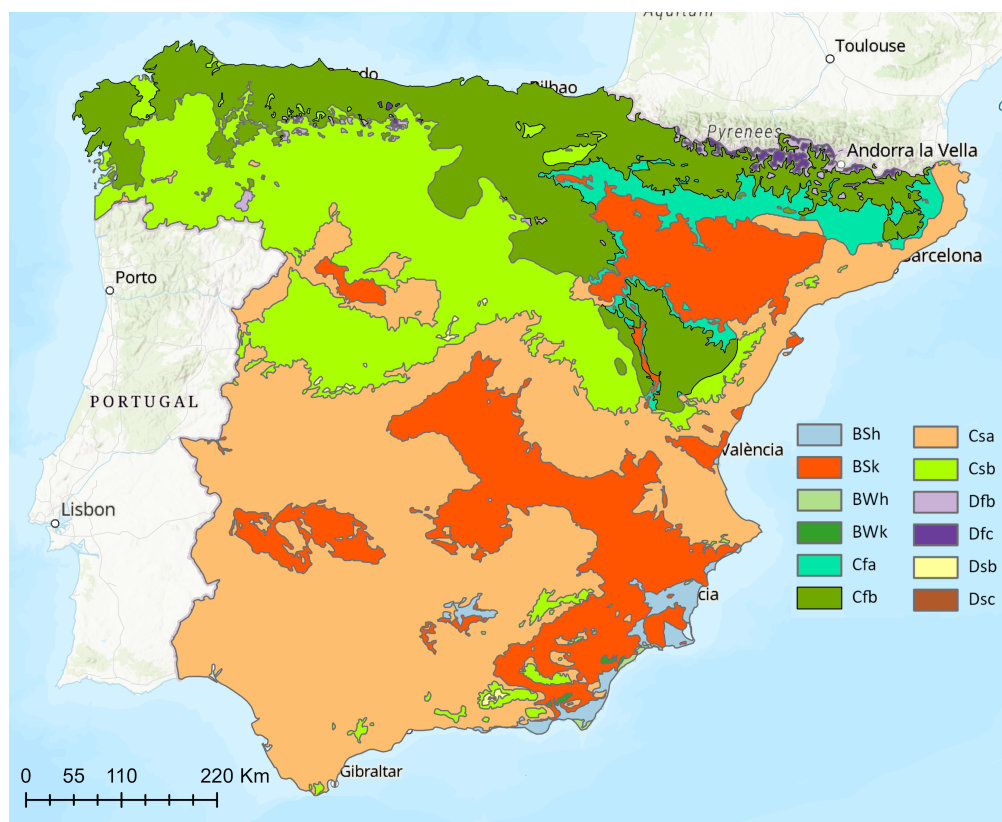 Toulouse
Pyrenees
Andorra la Vella
Barcelona
Porto
PORTUGAL
València
Lisbon
Gibraltar
BSh
BSk
BWh
BWk
Cfa
Cfb
Csa
Csb
Dfb
Dfc
Dsb
Dsc
0 55 110 220 Km